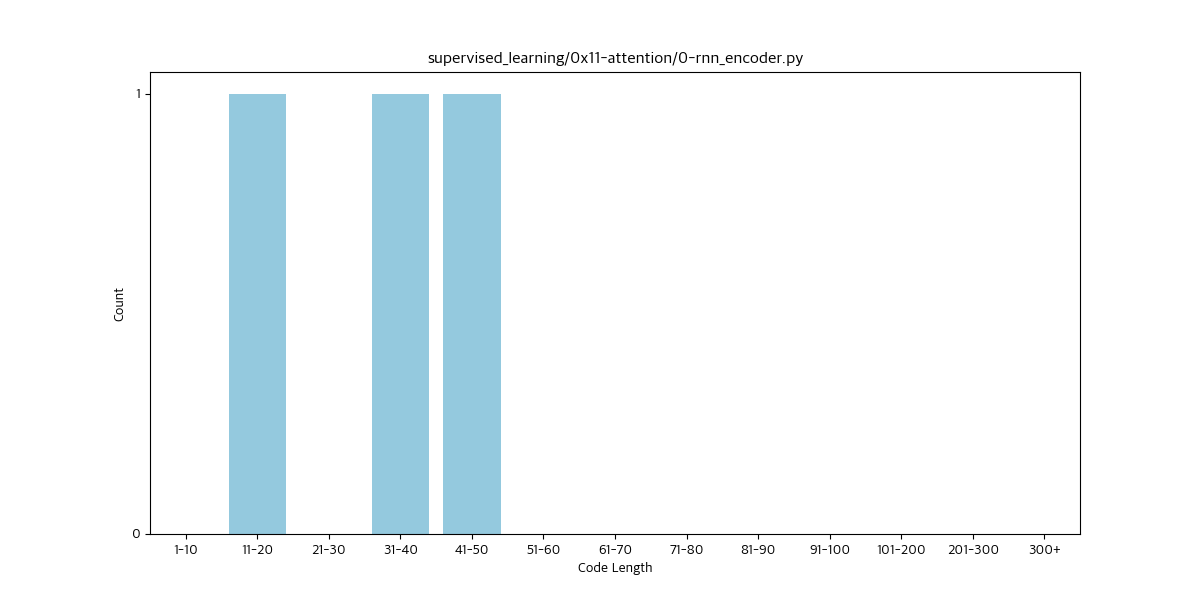 supervised_learning/0x11-attention/0-rnn_encoder.py
1
Count
0
1-10 11-20 21-30 31-40 41-50 51-60 61-70 71-80 81-90 91-100 101-200 201-300 300+
Code Length